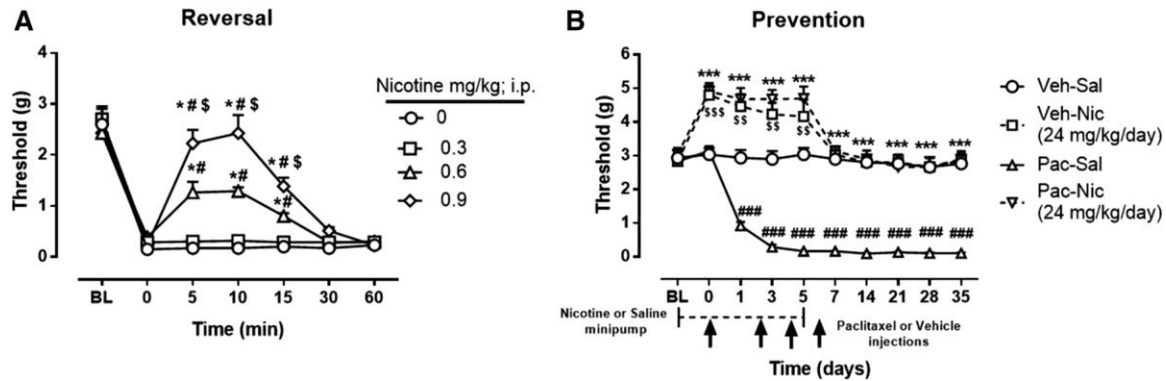 A
Reversal
4
3
2
1
0
Threshold (g)
*# $
*# $
*#
*#
*# $
*#
BL
0
5
10
15
30
60
Time (min)
Nicotine mg/kg; i.p.
0
0.3
0.6
0.9
B
Prevention
6
5
4
3
2
1
0
Threshold (g)
***
***
***
***
$$$
$$
$$
$$
***
***
***
***
***
###
###
###
###
###
###
###
###
BL
0
1
3
5
7
14
21
28
35
Nicotine or Saline
minipump
Paclitaxel or Vehicle
injections
Time (days)
Veh-Sal
Veh-Nic
(24 mg/kg/day)
Pac-Sal
Pac-Nic
(24 mg/kg/day)